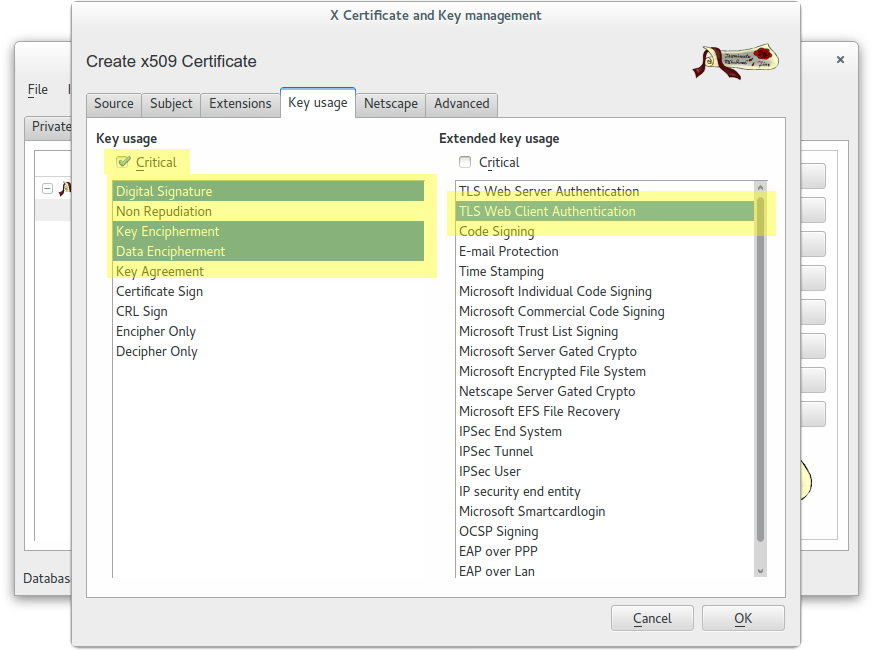 X Certificate and Key management
Create x509 Certificate
File
Source Subject Extensions Key usage Netscape Advanced
Private
Key usage Extended key usage
Critical Critical
Digital Signature TLS Web Server Authentication
Non Repudiation TLS Web Client Authentication
Key Encipherment Code Signing
Data Encipherment E-mail Protection
Key Agreement Time Stamping
Certificate Sign Microsoft Individual Code Signing
CRL Sign Microsoft Commercial Code Signing
Encipher Only Microsoft Trust List Signing
Decipher Only Microsoft Server Gated Crypto
Microsoft Encrypted File System
Netscape Server Gated Crypto
Microsoft EFS File Recovery
IPSec End System
IPSec Tunnel
IPSec User
IP security end entity
Microsoft Smartcardlogin
OCSP Signing
EAP over PPP
EAP over Lan
Databas
Cancel OK